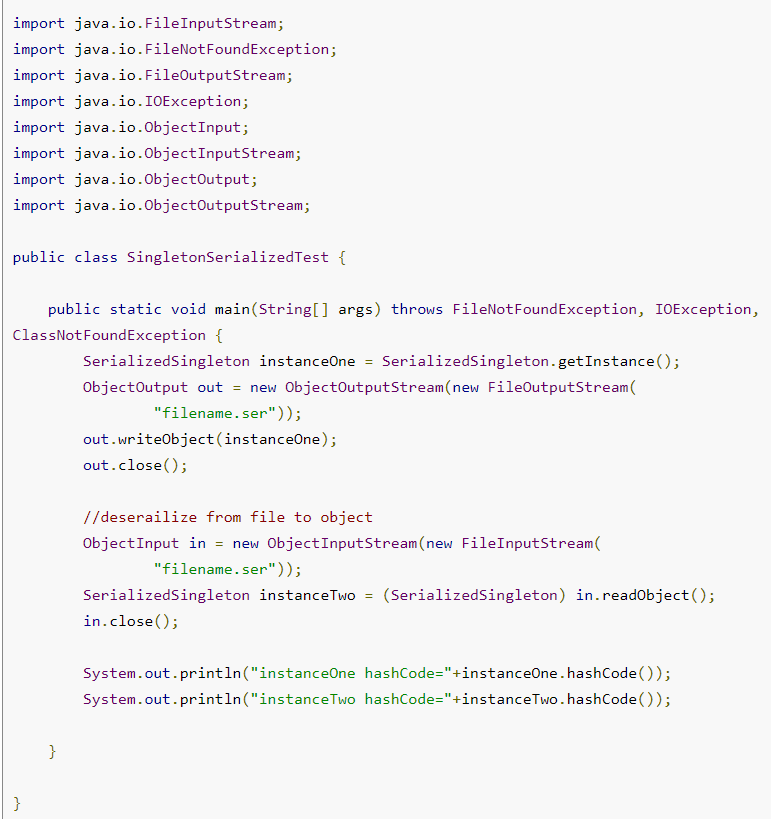 import java.io.FileInputStream;
import java.io.FileNotFoundException;
import java.io.FileOutputStream;
import java.io.IOException;
import java.io.ObjectInput;
import java.io.ObjectInputStream;
import java.io.ObjectOutput;
import java.io.ObjectOutputStream;

public class SingletonSerializedTest {

    public static void main(String[] args) throws FileNotFoundException, IOException,
ClassNotFoundException {
        SerializedSingleton instanceOne = SerializedSingleton.getInstance();
        ObjectOutput out = new ObjectOutputStream(new FileOutputStream(
                "filename.ser"));
        out.writeObject(instanceOne);
        out.close();

        //deserailize from file to object
        ObjectInput in = new ObjectInputStream(new FileInputStream(
                "filename.ser"));
        SerializedSingleton instanceTwo = (SerializedSingleton) in.readObject();
        in.close();

        System.out.println("instanceOne hashCode="+instanceOne.hashCode());
        System.out.println("instanceTwo hashCode="+instanceTwo.hashCode());

    }

}